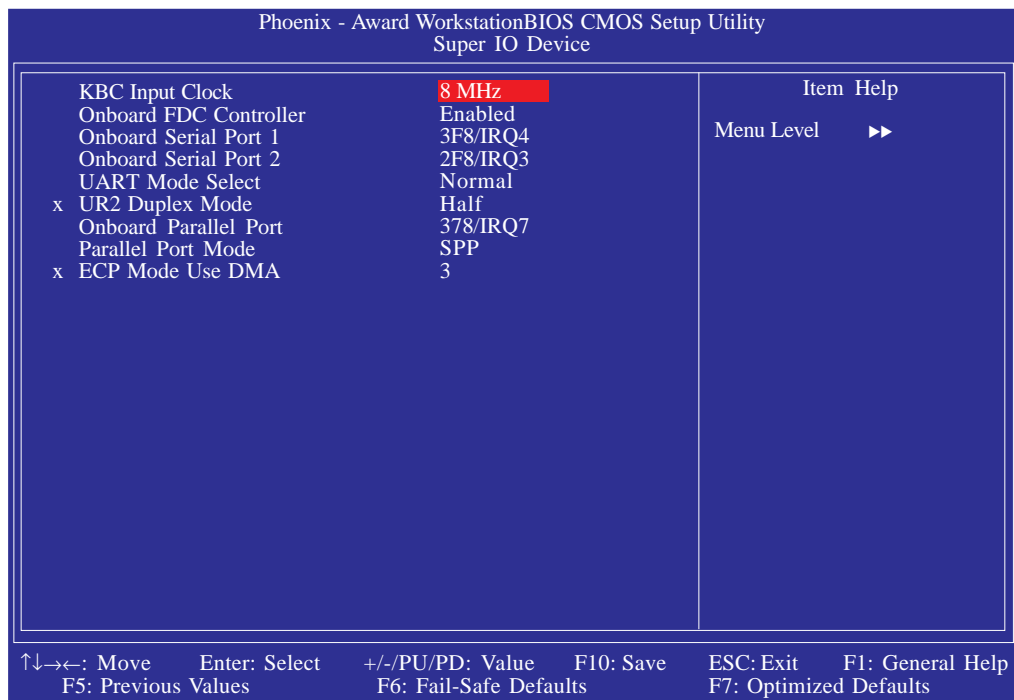 Phoenix - Award WorkstationBIOS CMOS Setup Utility
Super IO Device
KBC Input Clock 8 MHz
Onboard FDC Controller Enabled
Onboard Serial Port 1 3F8/IRQ4
Onboard Serial Port 2 2F8/IRQ3
UART Mode Select Normal
x UR2 Duplex Mode Half
Onboard Parallel Port 378/IRQ7
Parallel Port Mode SPP
x ECP Mode Use DMA 3
Item Help
Menu Level ▶▶
↑↓→←: Move Enter: Select +/-/PU/PD: Value F10: Save ESC: Exit F1: General Help
F5: Previous Values F6: Fail-Safe Defaults F7: Optimized Defaults